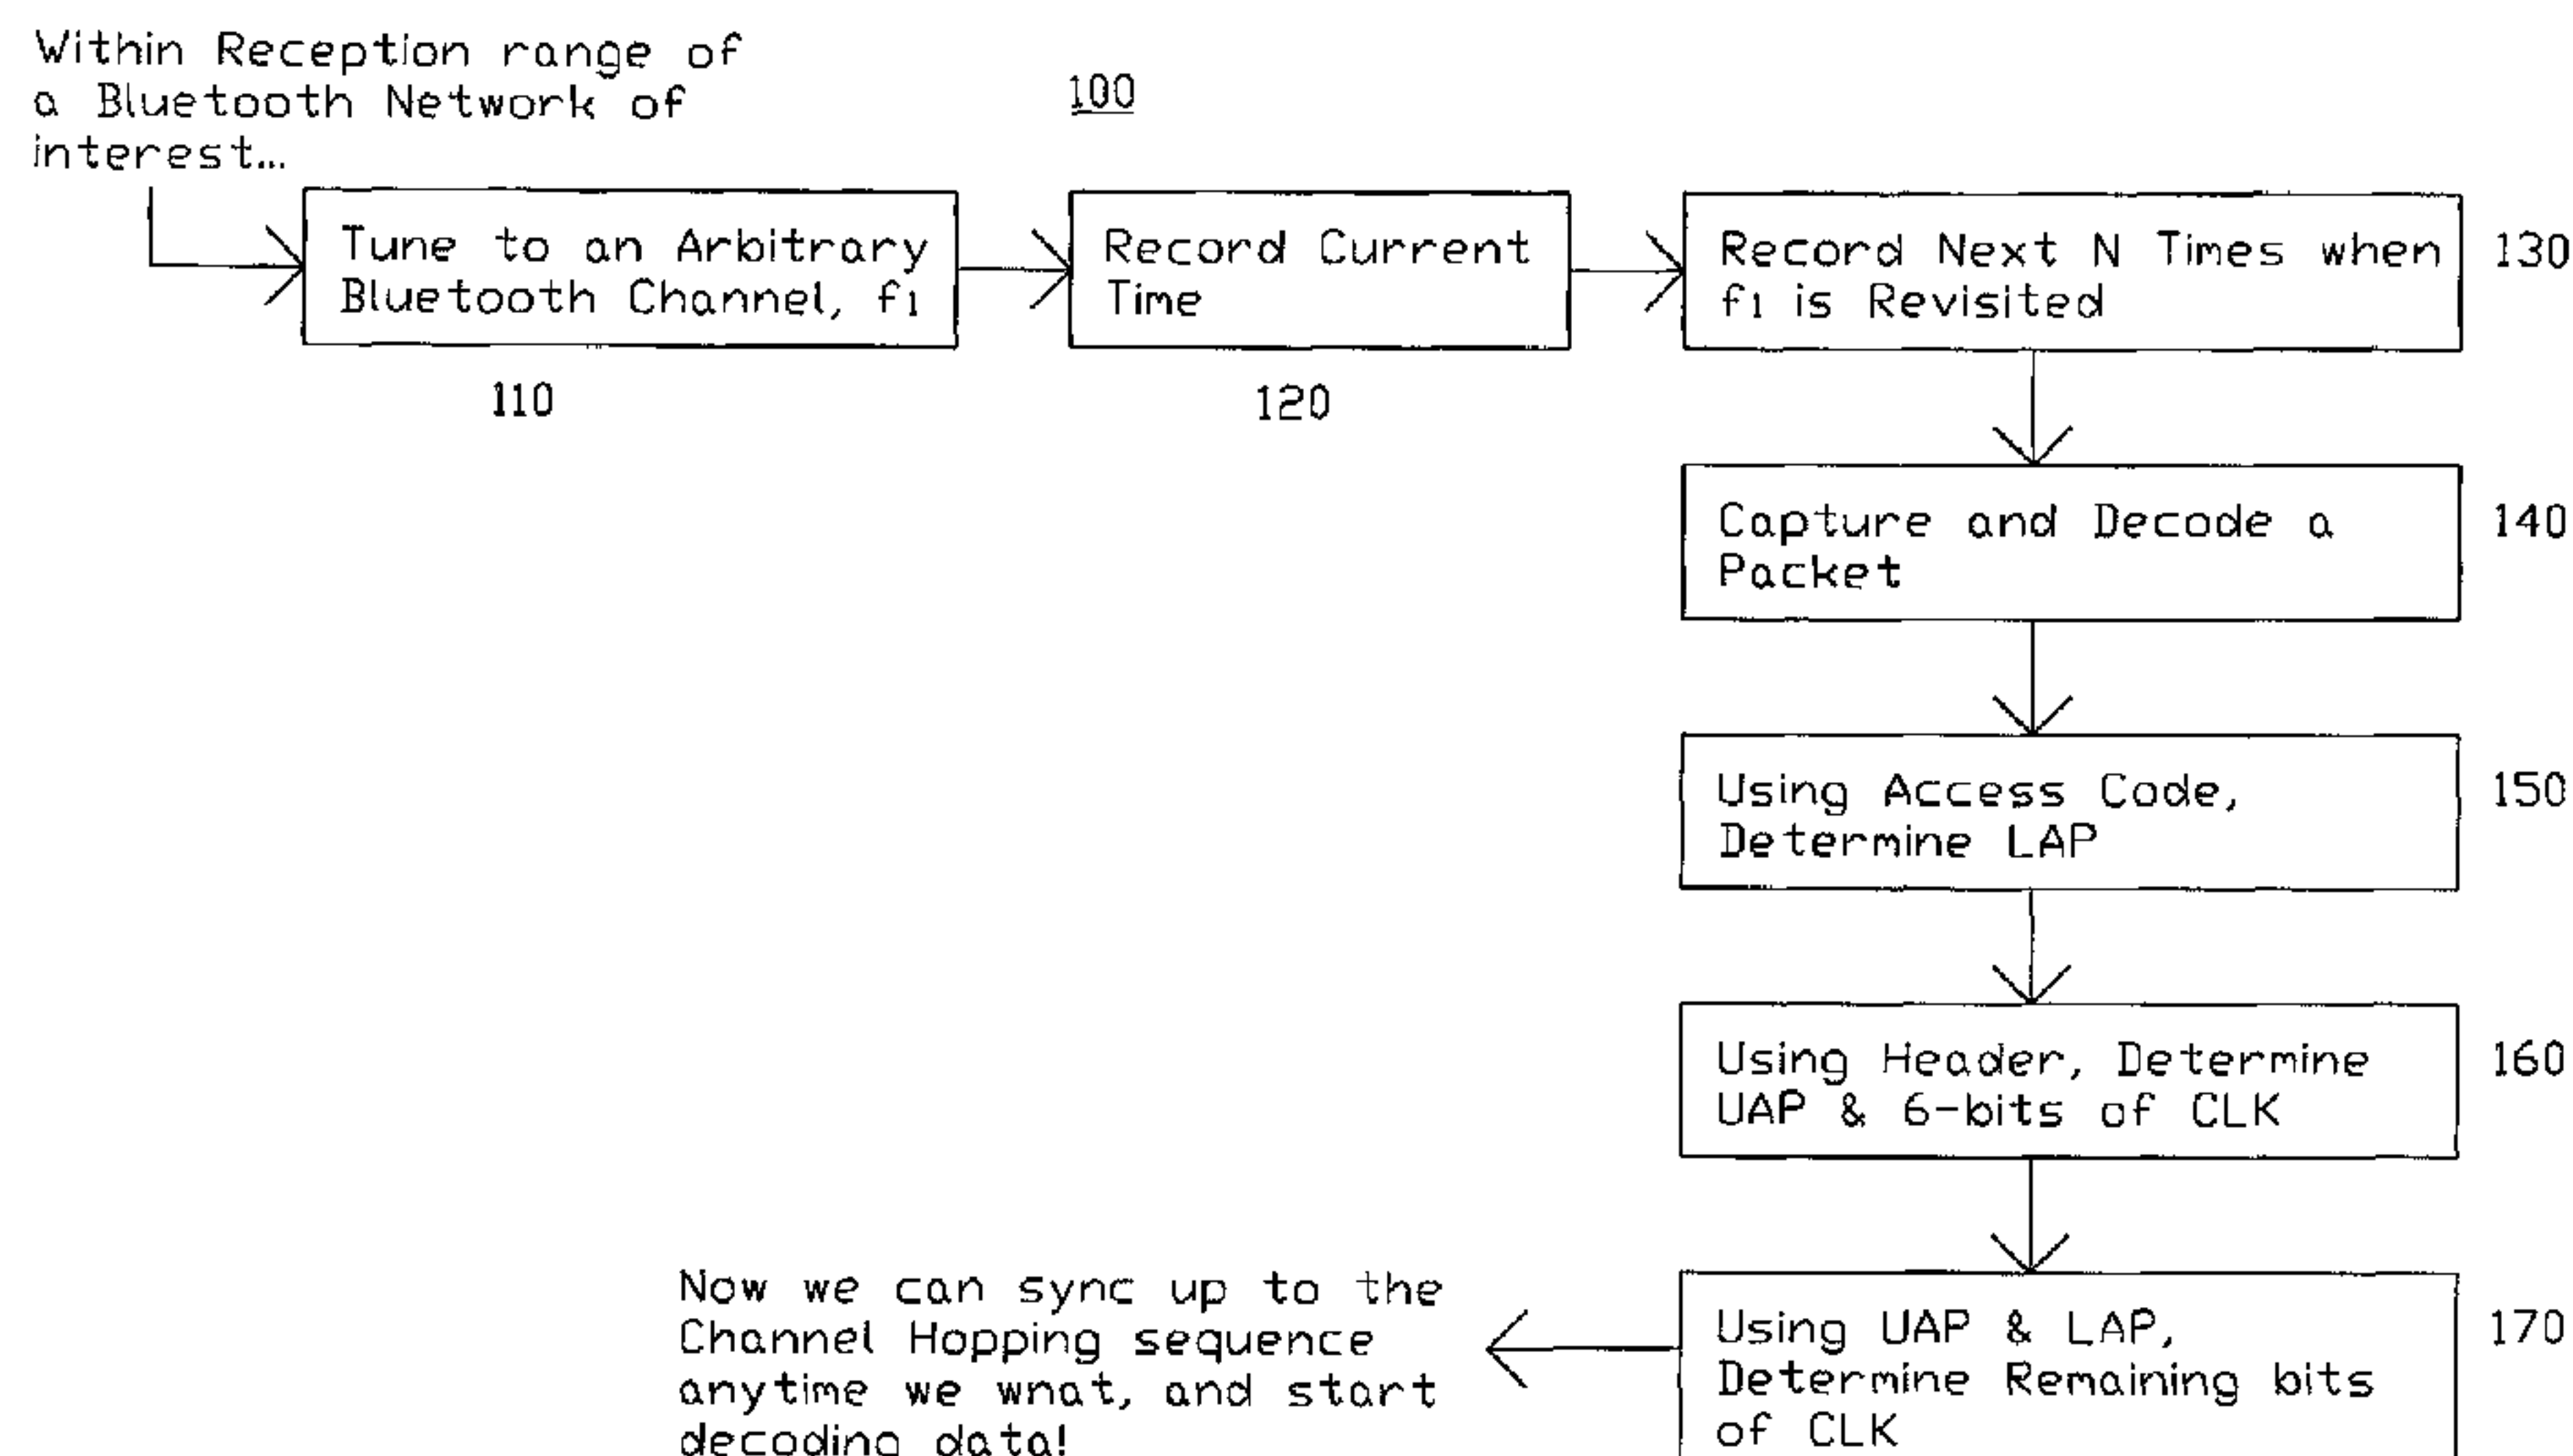 Within Reception range of
a Bluetooth Network of
interest...
100
Tune to an Arbitrary
Bluetooth Channel, f1
110
Record Current
Time
120
Record Next N Times when
f1 is Revisited
130
Capture and Decode a
Packet
140
Using Access Code,
Determine LAP
150
Using Header, Determine
UAP & 6-bits of CLK
160
Using UAP & LAP,
Determine Remaining bits
of CLK
170
Now we can sync up to the
Channel Hopping sequence
anytime we wnat, and start
decoding data!